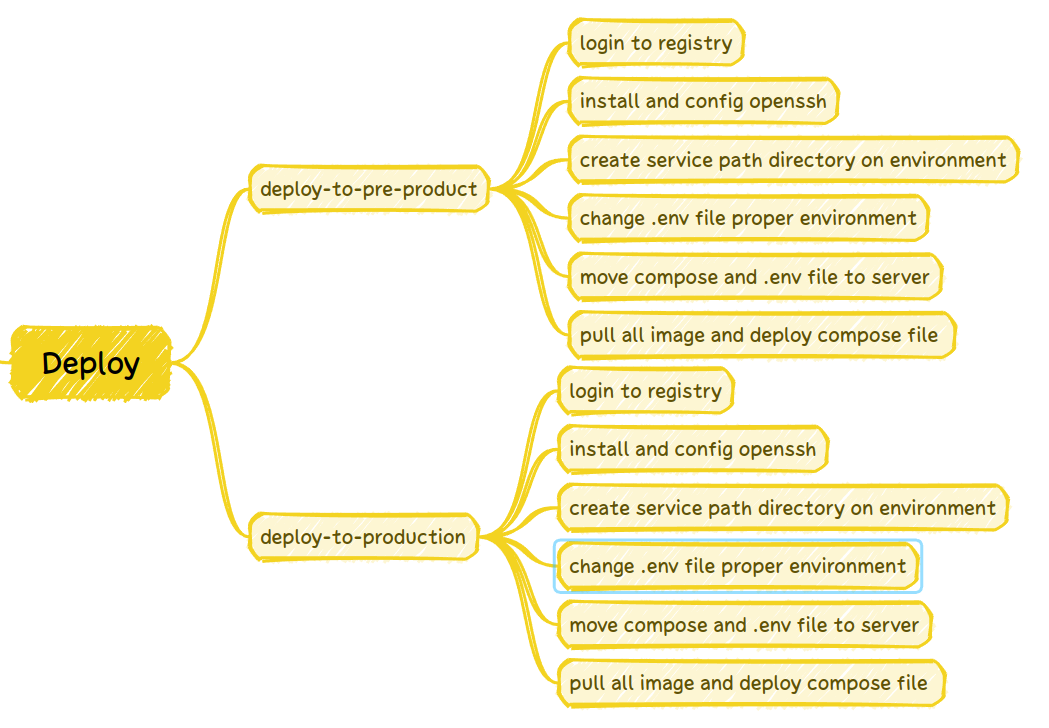 Deploy
deploy-to-pre-product
login to registry
install and config openssh
create service path directory on environment
change .env file proper environment
move compose and .env file to server
pull all image and deploy compose file
deploy-to-production
login to registry
install and config openssh
create service path directory on environment
change .env file proper environment
move compose and .env file to server
pull all image and deploy compose file